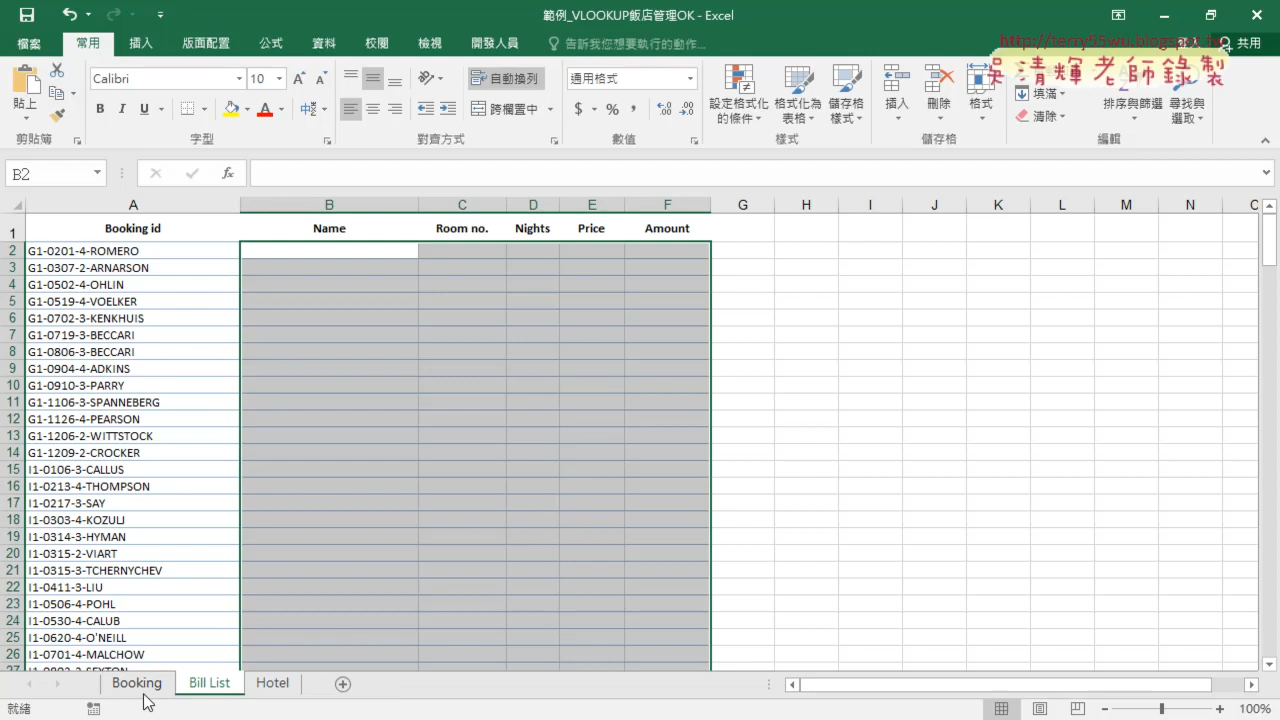 範例_VLOOKUP飯店管理OK - Excel
檔案 常用 插入 版面配置 公式 資料 校閱 檢視 開發人員 告訴我您想要執行的動作... 共用
http://terry55wu.blogspot.tw
吳清輝老師錄製
貼上 Calibri 10 自動換列 通用格式 設定格式化的條件 格式化為表格 儲存格樣式 插入 刪除 格式 填滿 排序與篩選 尋找與選取
B I U 跨欄置中 $ % 清除
剪貼簿 字型 對齊方式 數值 樣式 儲存格 編輯
B2 fx
A B C D E F G H I J K L M N
1 Booking id Name Room no. Nights Price Amount
2 G1-0201-4-ROMERO
3 G1-0307-2-ARNARSON
4 G1-0502-4-OHLIN
5 G1-0519-4-VOELKER
6 G1-0702-3-KENKHUIS
7 G1-0719-3-BECCARI
8 G1-0806-3-BECCARI
9 G1-0904-4-ADKINS
10 G1-0910-3-PARRY
11 G1-1106-3-SPANNEBERG
12 G1-1126-4-PEARSON
13 G1-1206-2-WITTSTOCK
14 G1-1209-2-CROCKER
15 I1-0106-3-CALLUS
16 I1-0213-4-THOMPSON
17 I1-0217-3-SAY
18 I1-0303-4-KOZULJ
19 I1-0314-3-HYMAN
20 I1-0315-2-VIART
21 I1-0315-3-TCHERNYCHEV
22 I1-0411-3-LIU
23 I1-0506-4-POHL
24 I1-0530-4-CALUB
25 I1-0620-4-O'NEILL
26 I1-0701-4-MALCHOW
Booking Bill List Hotel
就緒 100%